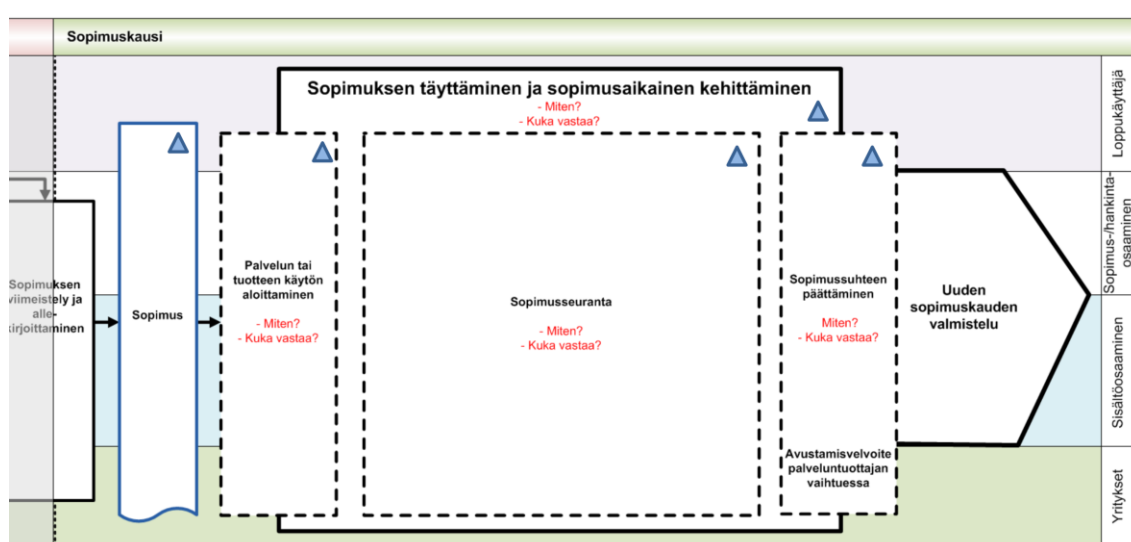 Sopimuskausi
Sopimuksen täyttäminen ja sopimusaikainen kehittäminen
- Miten?
- Kuka vastaa?
Sopimuksen
viimeistely ja
alle-
kirjoittaminen
Sopimus
Palvelun tai
tuotteen käytön
aloittaminen
- Miten?
- Kuka vastaa?
Sopimusseuranta
- Miten?
- Kuka vastaa?
Sopimussuhteen
päättäminen
Miten?
- Kuka vastaa?
Avustamisvelvoite
palveluntuottajan
vaihtuessa
Uuden
sopimuskauden
valmistelu
Loppukäyttäjä
Sopimus-/hankinta-
osaaminen
Sisältöosaaminen
Yritykset